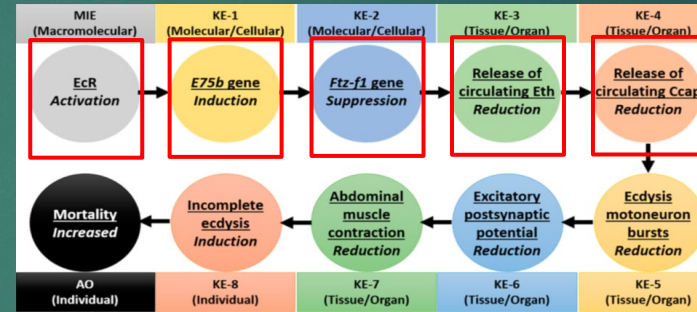 MIE
(Macromolecular)
KE-1
(Molecular/Cellular)
KE-2
(Molecular/Cellular)
KE-3
(Tissue/Organ)
KE-4
(Tissue/Organ)
EcR
Activation
E75b gene
Induction
Ftz-f1 gene
Suppression
Release of
circulating Eth
Reduction
Release of
circulating Ccap
Reduction
Mortality
Increased
Incomplete
ecdysis
Induction
Abdominal
muscle
contraction
Reduction
Excitatory
postsynaptic
potential
Reduction
Ecdysis
motoneuron
bursts
Reduction
AO
(Individual)
KE-8
(Individual)
KE-7
(Tissue/Organ)
KE-6
(Tissue/Organ)
KE-5
(Tissue/Organ)